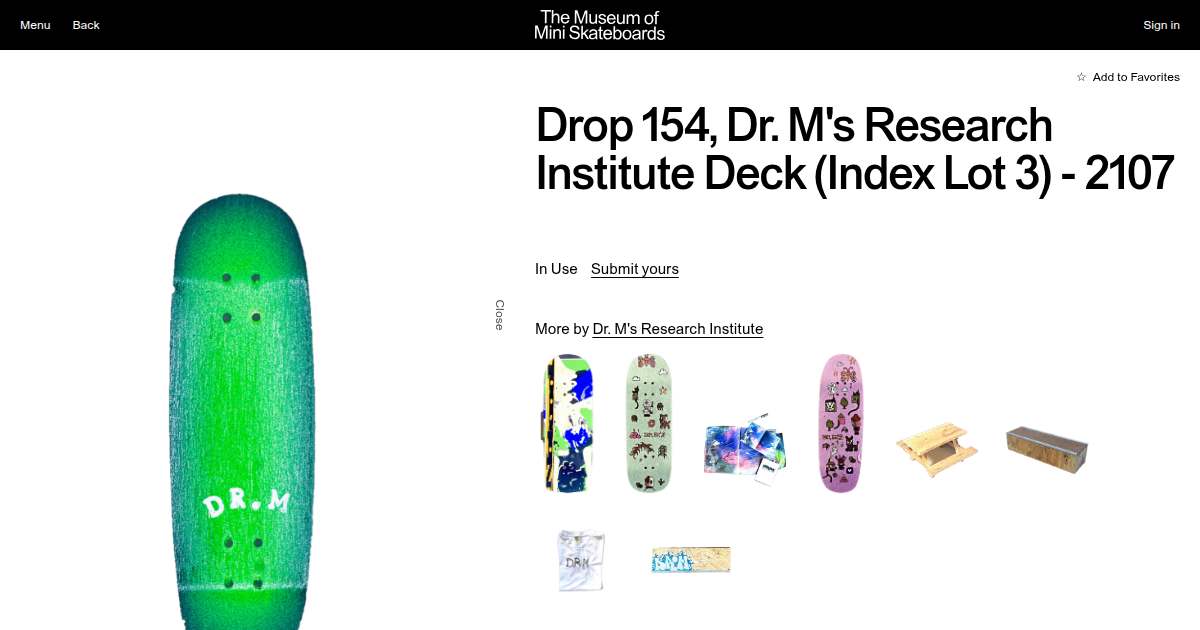 Menu
Back
The Museum of
Mini Skateboards
Sign in
☆ Add to Favorites
Drop 154, Dr. M's Research
Institute Deck (Index Lot 3) - 2107
In Use
Submit yours
Close
More by Dr. M's Research Institute
DR.M
DRM